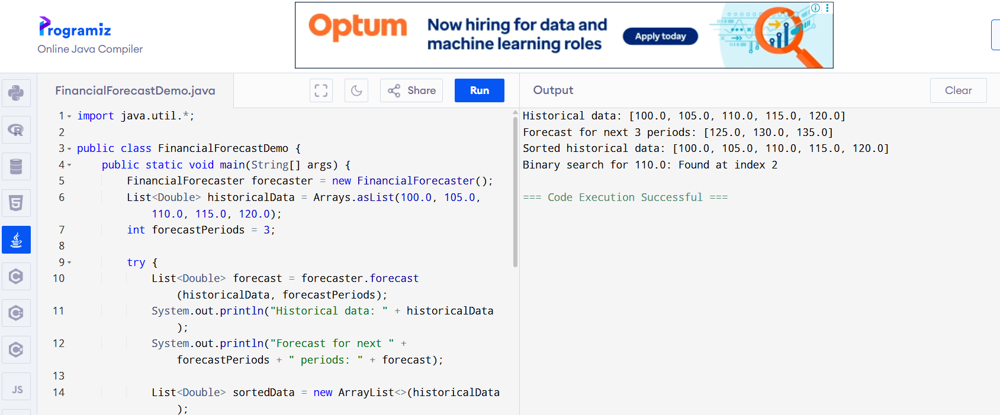 Programiz
Online Java Compiler
Optum
Now hiring for data and
machine learning roles
Apply today
FinancialForecastDemo.java
Share
Run
Output
Clear
1 import java.util.*;
2
3 public class FinancialForecastDemo {
4 public static void main(String[] args) {
5 FinancialForecaster forecaster = new FinancialForecaster();
6 List<Double> historicalData = Arrays.asList(100.0, 105.0,
110.0, 115.0, 120.0);
7 int forecastPeriods = 3;
8
9 try {
10 List<Double> forecast = forecaster.forecast
(historicalData, forecastPeriods);
11 System.out.println("Historical data: " + historicalData
);
12 System.out.println("Forecast for next " +
forecastPeriods + " periods: " + forecast);
13
14 List<Double> sortedData = new ArrayList<>(historicalData
);
Historical data: [100.0, 105.0, 110.0, 115.0, 120.0]
Forecast for next 3 periods: [125.0, 130.0, 135.0]
Sorted historical data: [100.0, 105.0, 110.0, 115.0, 120.0]
Binary search for 110.0: Found at index 2
=== Code Execution Successful ===
R
5
C
C
C#
JS